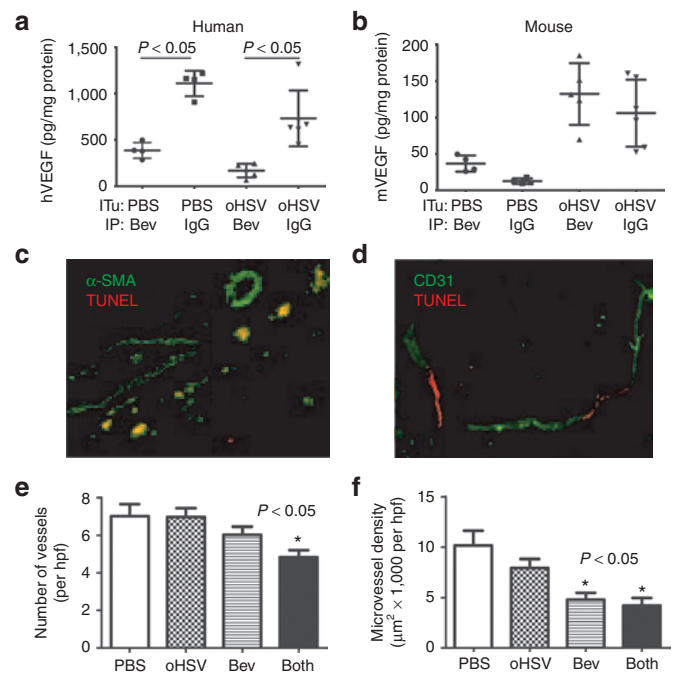 a
Human
P < 0.05
P < 0.05
hVEGF (pg/mg protein)
1,500
1,000
500
0
ITu: PBS PBS oHSV oHSV
IP: Bev IgG Bev IgG
b
Mouse
mVEGF (pg/mg protein)
200
150
100
50
0
ITu: PBS PBS oHSV oHSV
IP: Bev IgG Bev IgG
c
α-SMA
TUNEL
d
CD31
TUNEL
e
Number of vessels
(per hpf)
8
6
4
2
0
P < 0.05
*
PBS oHSV Bev Both
f
Microvessel density
(μm² × 1,000 per hpf)
15
10
5
0
P < 0.05
* *
PBS oHSV Bev Both